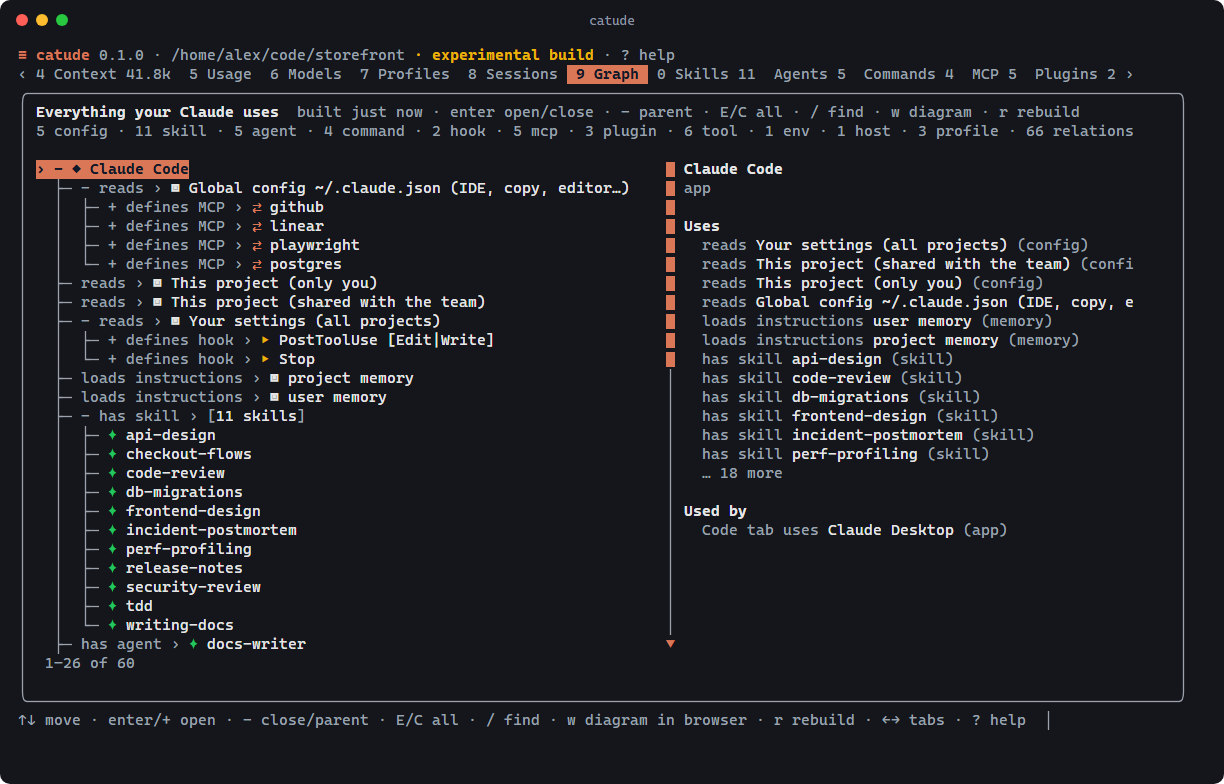 catude
≡ catude 0.1.0 · /home/alex/code/storefront · experimental build · ? help
‹ 4 Context 41.8k 5 Usage 6 Models 7 Profiles 8 Sessions 9 Graph 0 Skills 11 Agents 5 Commands 4 MCP 5 Plugins 2 ›
Everything your Claude uses built just now · enter open/close · − parent · E/C all · / find · w diagram · r rebuild
5 config · 11 skill · 5 agent · 4 command · 2 hook · 5 mcp · 3 plugin · 6 tool · 1 env · 1 host · 3 profile · 66 relations
› − ◆ Claude Code
− reads › Global config ~/.claude.json (IDE, copy, editor…)
+ defines MCP › ⇄ github
+ defines MCP › ⇄ linear
+ defines MCP › ⇄ playwright
+ defines MCP › ⇄ postgres
reads › This project (only you)
reads › This project (shared with the team)
− reads › Your settings (all projects)
+ defines hook › ▸ PostToolUse [Edit|Write]
+ defines hook › ▸ Stop
loads instructions › project memory
loads instructions › user memory
− has skill › [11 skills]
✦ api-design
✦ checkout-flows
✦ code-review
✦ db-migrations
✦ frontend-design
✦ incident-postmortem
✦ perf-profiling
✦ release-notes
✦ security-review
✦ tdd
✦ writing-docs
has agent › ✦ docs-writer
1−26 of 60
Claude Code
app
Uses
reads Your settings (all projects) (config)
reads This project (shared with the team) (confi
reads This project (only you) (config)
reads Global config ~/.claude.json (IDE, copy, e
loads instructions user memory (memory)
loads instructions project memory (memory)
has skill api-design (skill)
has skill code-review (skill)
has skill db-migrations (skill)
has skill frontend-design (skill)
has skill incident-postmortem (skill)
has skill perf-profiling (skill)
… 18 more
Used by
Code tab uses Claude Desktop (app)
↑↓ move · enter/+ open · − close/parent · E/C all · / find · w diagram in browser · r rebuild · ↔ tabs · ? help